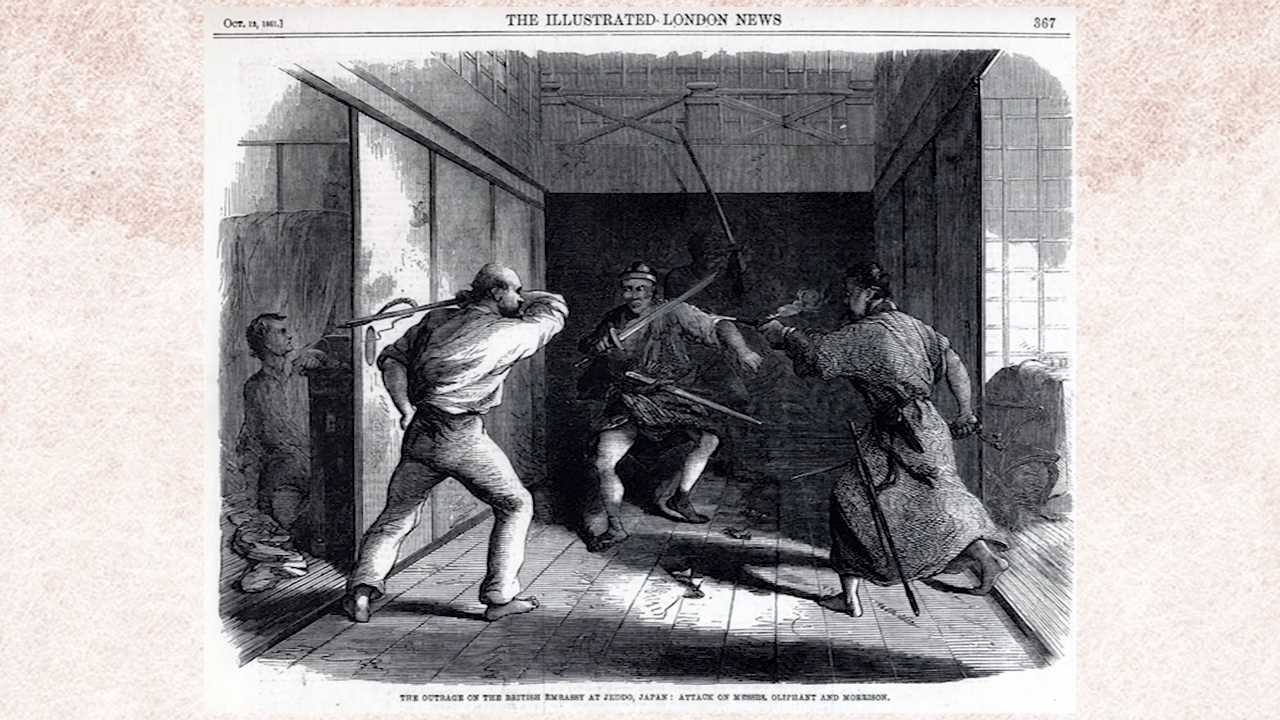 Oct. 12, 1861.]
THE ILLUSTRATED LONDON NEWS
367
THE OUTRAGE ON THE BRITISH EMBASSY AT JEDDO, JAPAN: ATTACK ON MESSRS. OLIPHANT AND MORRISON.